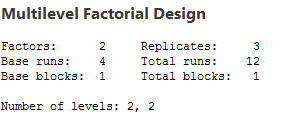 Multilevel Factorial Design
Factors: 2 Replicates: 3
Base runs: 4 Total runs: 12
Base blocks: 1 Total blocks: 1
Number of levels: 2, 2